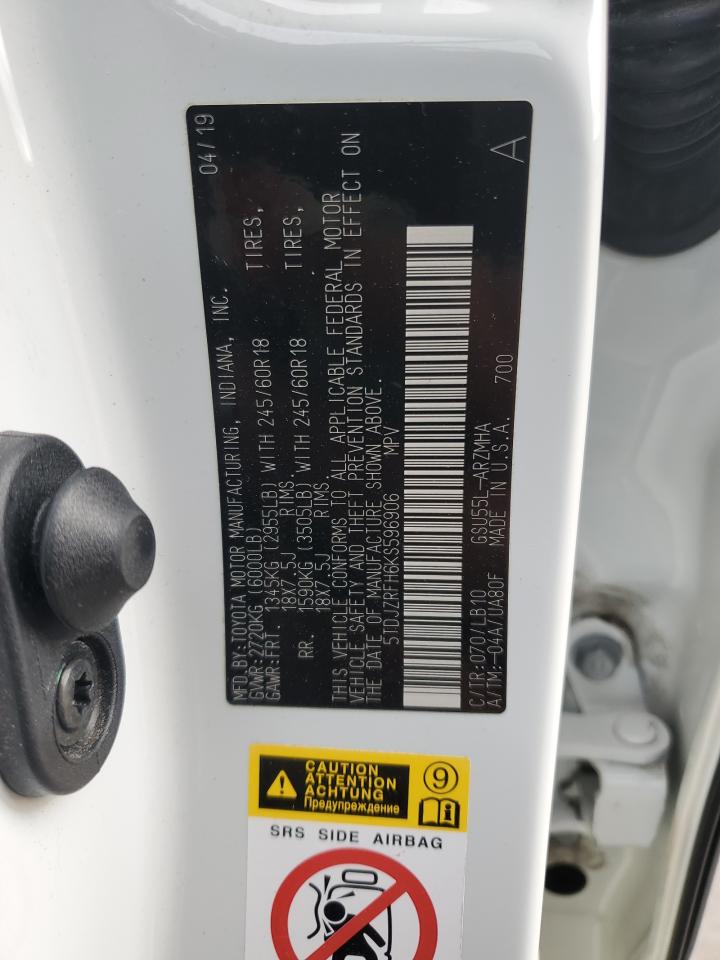 MFD.BY:TOYOTA MOTOR MANUFACTURING, INDIANA, INC. 04/19
GVWR:2720KG (6000LB)
GAWR:FRT. 1345KG (2955LB) WITH 245/60R18 TIRES,
18X7.5J RIMS,
RR. 1590KG (3505LB) WITH 245/60R18 TIRES,
18X7.5J RIMS,
THIS VEHICLE CONFORMS TO ALL APPLICABLE FEDERAL MOTOR
VEHICLE SAFETY AND THEFT PREVENTION STANDARDS IN EFFECT ON
THE DATE OF MANUFACTURE SHOWN ABOVE.
5TDJZRFH6KS596906 MPV
C/TR:070/LB10 GSU55L-ARZMHA
A/TM:-04A/UA80F MADE IN U.S.A. 700 A
CAUTION
ATTENTION
ACHTUNG
Предупреждение
9
SRS SIDE AIRBAG